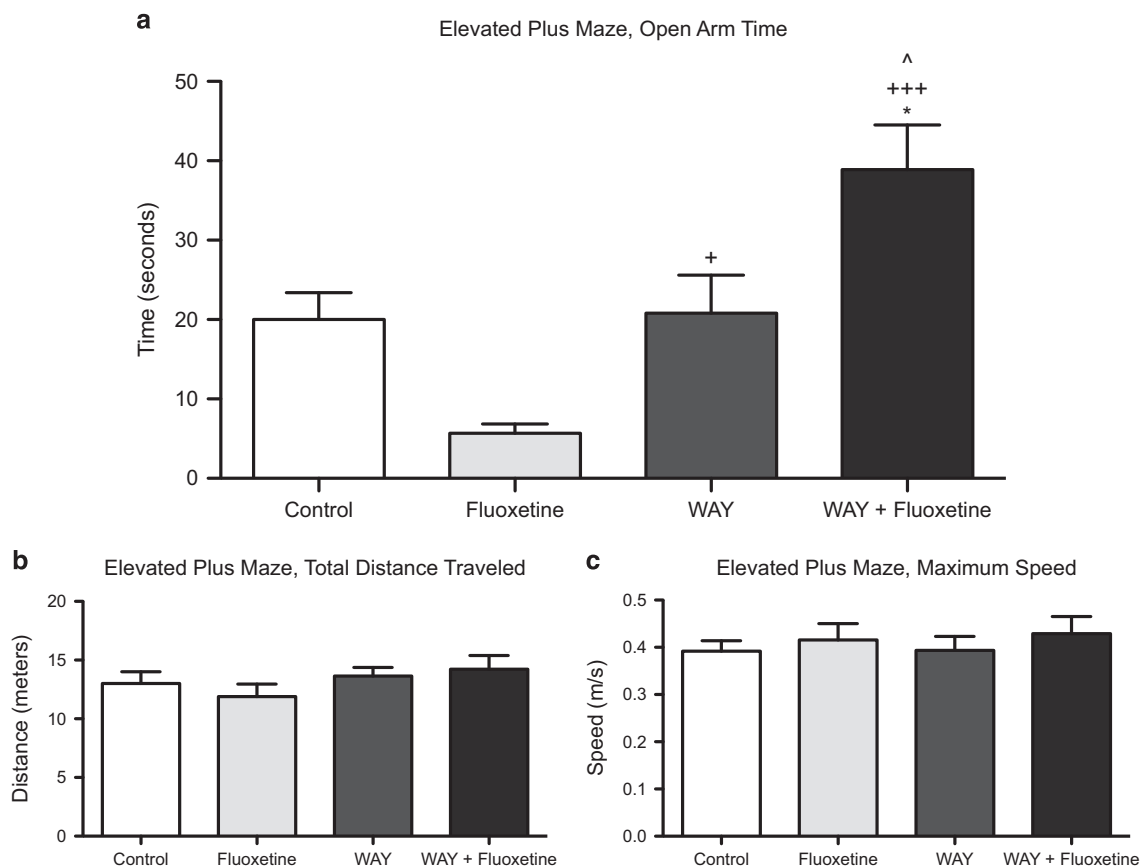 a
Elevated Plus Maze, Open Arm Time
^
+++
*
+
50
40
30
20
10
0
Time (seconds)
Control Fluoxetine WAY WAY + Fluoxetine
b
Elevated Plus Maze, Total Distance Traveled
20
15
10
5
0
Distance (meters)
Control Fluoxetine WAY WAY + Fluoxetine
c
Elevated Plus Maze, Maximum Speed
0.5
0.4
0.3
0.2
0.1
0.0
Speed (m/s)
Control Fluoxetine WAY WAY + Fluoxetine